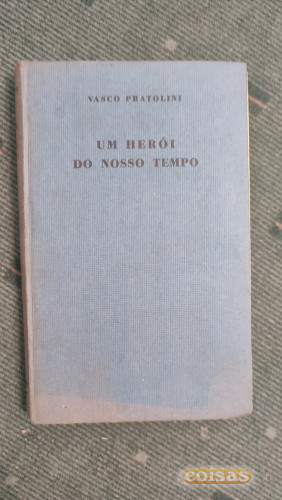 VASCO PRATOLINI
UM HERÓI
DO NOSSO TEMPO
coisas